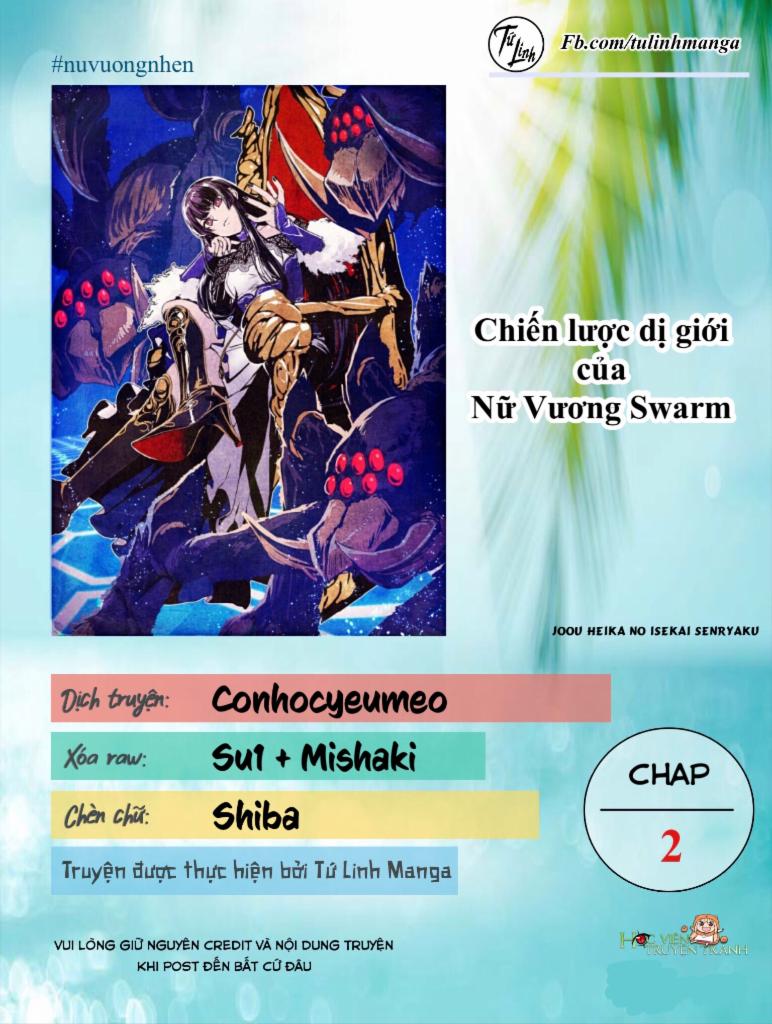 Tứ Linh
Fb.com/tulinhmanga
#nuvuongnhen
Chiến lược dị giới
của
Nữ Vương Swarm
JOOU HEIKA NO ISEKAI SENRYAKU
Dịch truyện: Conhocyeumeo
Xóa raw: Su1 + Mishaki
Chèn chữ: Shiba
Truyện được thực hiện bởi Tứ Linh Manga
CHAP
2
VUI LÒNG GIỮ NGUYÊN CREDIT VÀ NỘI DUNG TRUYỆN
KHI POST ĐẾN BẤT CỨ ĐÂU
HỌC VIỆN
TRUYỆN TRANH